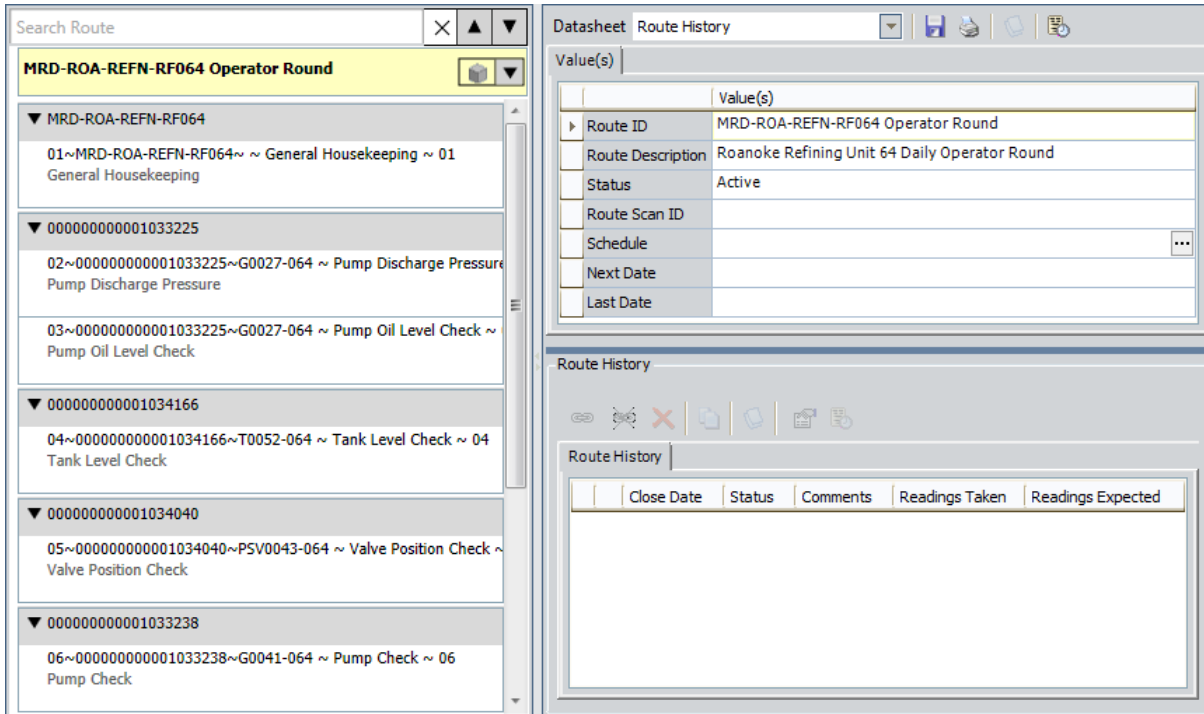 Search Route
MRD-ROA-REFN-RF064 Operator Round
MRD-ROA-REFN-RF064
01~MRD-ROA-REFN-RF064~ ~ General Housekeeping ~ 01
General Housekeeping
000000000001033225
02~000000000001033225~G0027-064 ~ Pump Discharge Pressure
Pump Discharge Pressure
03~000000000001033225~G0027-064 ~ Pump Oil Level Check ~
Pump Oil Level Check
000000000001034166
04~000000000001034166~T0052-064 ~ Tank Level Check ~ 04
Tank Level Check
000000000001034040
05~000000000001034040~PSV0043-064 ~ Valve Position Check ~
Valve Position Check
000000000001033238
06~000000000001033238~G0041-064 ~ Pump Check ~ 06
Pump Check
Datasheet Route History
Value(s)
Value(s)
Route ID MRD-ROA-REFN-RF064 Operator Round
Route Description Roanoke Refining Unit 64 Daily Operator Round
Status Active
Route Scan ID
Schedule ...
Next Date
Last Date
Route History
Route History
Close Date Status Comments Readings Taken Readings Expected